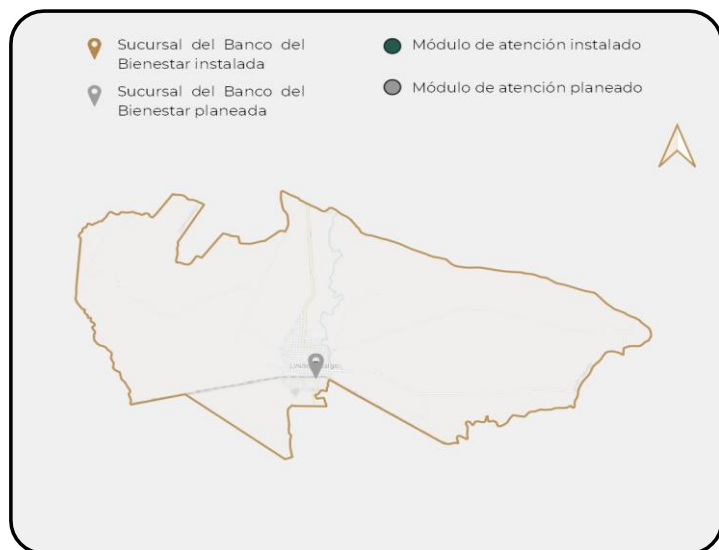 Sucursal del Banco del
Bienestar instalada
Sucursal del Banco del
Bienestar planeada
Módulo de atención instalado
Módulo de atención planeado